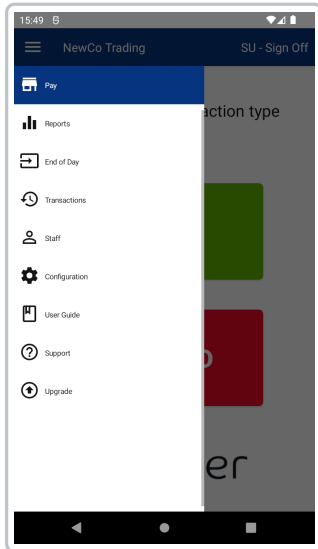 15:49
NewCo Trading
SU - Sign Off
Pay
action type
Reports
End of Day
Transactions
Staff
Configuration
User Guide
Support
Upgrade
er